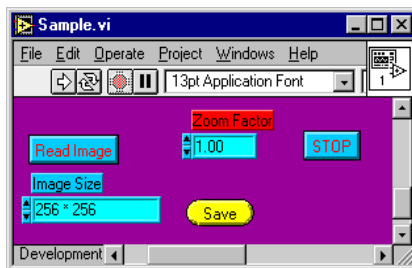 Sample.vi
File Edit Operate Project Windows Help
13pt Application Font
1
Zoom Factor
Read Image
1.00
STOP
Image Size
256 * 256
Save
Development